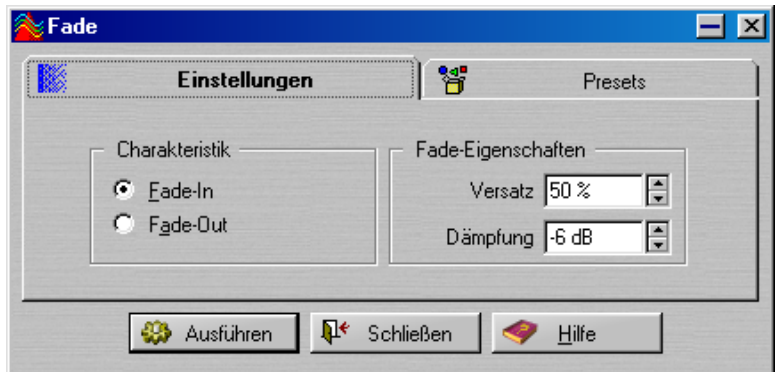 Fade
Einstellungen
Presets
Charakteristik
Fade-In
Fade-Out
Fade-Eigenschaften
Versatz 50 %
Dämpfung -6 dB
Ausführen
Schließen
Hilfe